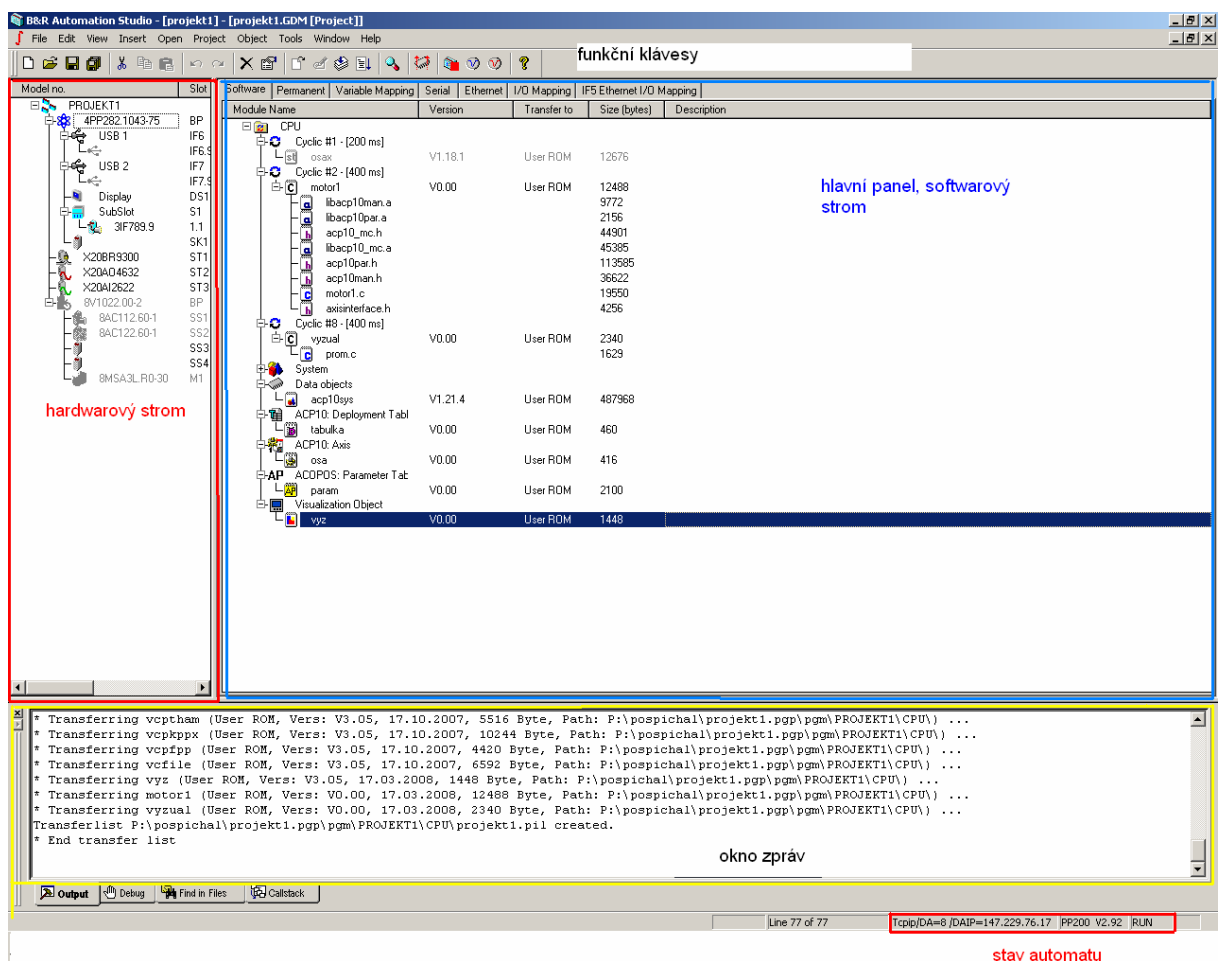 B&R Automation Studio - [projekt1] - [projekt1.GDM [Project]]
File Edit View Insert Open Project Object Tools Window Help
funkční klávesy
Model no. Slot
PROJEKT1
4PP282.1043-75 BP
USB 1 IF6
IF6.9
USB 2 IF7
IF7.9
Display DS1
SubSlot S1
3IF789.9 1.1
SK1
X20BR9300 ST1
X20AO4632 ST2
X20AI2622 ST3
8V1022.00-2 BP
8AC112.60-1 SS1
8AC122.60-1 SS2
SS3
SS4
8MSA3L.R0-30 M1
hardwarový strom
Software Permanent Variable Mapping Serial Ethernet I/O Mapping IF5 Ethernet I/O Mapping
Module Name Version Transfer to Size (bytes) Description
CPU
Cyclic #1 - [200 ms]
osax V1.18.1 User ROM 12676
Cyclic #2 - [400 ms]
motor1 V0.00 User ROM 12488
libacp10man.a 9772
libacp10par.a 2156
acp10_mc.h 44901
libacp10_mc.a 45385
acp10par.h 113585
acp10man.h 36622
motor1.c 19550
axisinterface.h 4256
Cyclic #8 - [400 ms]
vyzual V0.00 User ROM 2340
prom.c 1629
System
Data objects
acp10sys V1.21.4 User ROM 487968
ACP10: Deployment Tabl
tabulka V0.00 User ROM 460
ACP10: Axis
osa V0.00 User ROM 416
ACOPOS: Parameter Tab
param V0.00 User ROM 2100
Visualization Object
vyz V0.00 User ROM 1448
hlavní panel, softwarový
strom
* Transferring vcptham (User ROM, Vers: V3.05, 17.10.2007, 5516 Byte, Path: P:\pospichal\projekt1.pgp\pgm\PROJEKT1\CPU\) ...
* Transferring vcpkppx (User ROM, Vers: V3.05, 17.10.2007, 10244 Byte, Path: P:\pospichal\projekt1.pgp\pgm\PROJEKT1\CPU\) ...
* Transferring vcpfpp (User ROM, Vers: V3.05, 17.10.2007, 4420 Byte, Path: P:\pospichal\projekt1.pgp\pgm\PROJEKT1\CPU\) ...
* Transferring vcfile (User ROM, Vers: V3.05, 17.10.2007, 6592 Byte, Path: P:\pospichal\projekt1.pgp\pgm\PROJEKT1\CPU\) ...
* Transferring vyz (User ROM, Vers: V3.05, 17.03.2008, 1448 Byte, Path: P:\pospichal\projekt1.pgp\pgm\PROJEKT1\CPU\) ...
* Transferring motor1 (User ROM, Vers: V0.00, 17.03.2008, 12488 Byte, Path: P:\pospichal\projekt1.pgp\pgm\PROJEKT1\CPU\) ...
* Transferring vyzual (User ROM, Vers: V0.00, 17.03.2008, 2340 Byte, Path: P:\pospichal\projekt1.pgp\pgm\PROJEKT1\CPU\) ...
Transferlist P:\pospichal\projekt1.pgp\pgm\PROJEKT1\CPU\projekt1.pil created.
* End transfer list
okno zpráv
Output Debug Find in Files Callstack
Line 77 of 77 Tcpip/DA=8 /DAIP=147.229.76.17 PP200 V2.92 RUN
stav automatu